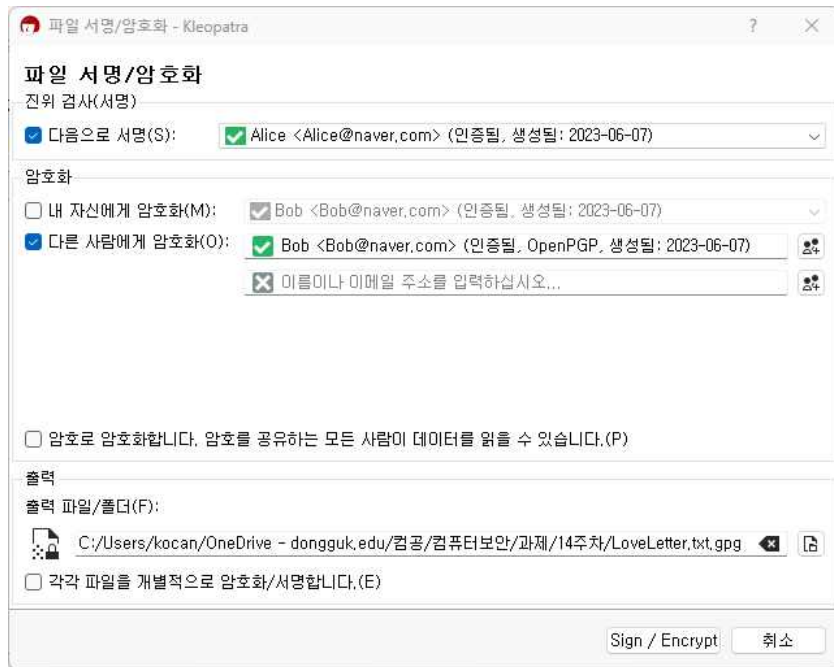 파일 서명/암호화 - Kleopatra
파일 서명/암호화
진위 검사(서명)
다음으로 서명(S): Alice <Alice@naver.com> (인증됨, 생성됨: 2023-06-07)
암호화
내 자신에게 암호화(M): Bob <Bob@naver.com> (인증됨, 생성됨: 2023-06-07)
다른 사람에게 암호화(O): Bob <Bob@naver.com> (인증됨, OpenPGP, 생성됨: 2023-06-07)
이름이나 이메일 주소를 입력하십시오...
암호로 암호화합니다. 암호를 공유하는 모든 사람이 데이터를 읽을 수 있습니다.(P)
출력
출력 파일/폴더(F):
C:/Users/kocan/OneDrive - dongguk.edu/컴공/컴퓨터보안/과제/14주차/LoveLetter.txt.gpg
각각 파일을 개별적으로 암호화/서명합니다.(E)
Sign / Encrypt 취소